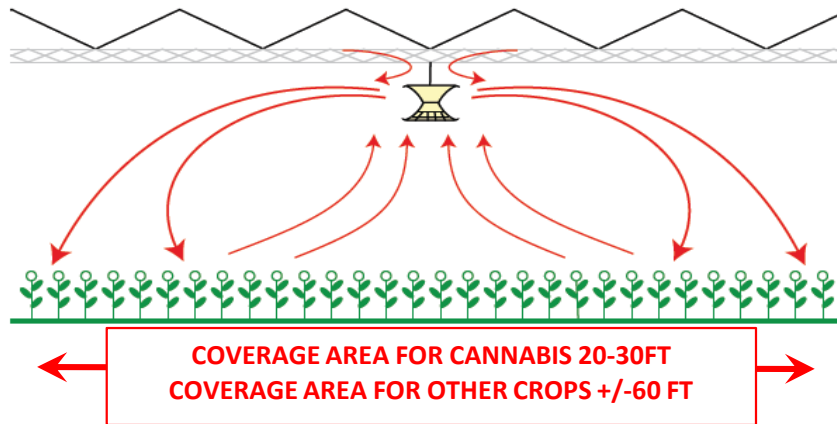 COVERAGE AREA FOR CANNABIS 20-30FT
COVERAGE AREA FOR OTHER CROPS +/-60 FT